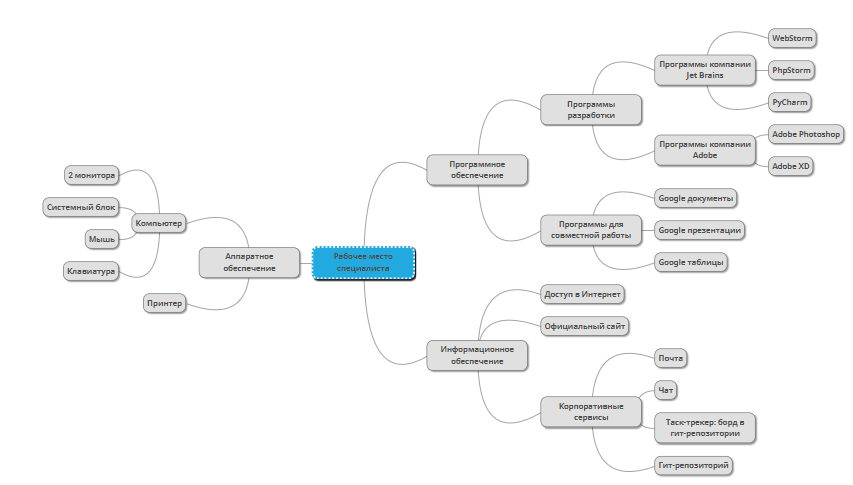 Рабочее место
специалиста
Аппаратное
обеспечение
Компьютер
2 монитора
Системный блок
Мышь
Клавиатура
Принтер
Программное
обеспечение
Программы
разработки
Программы компании
Jet Brains
WebStorm
PhpStorm
PyCharm
Программы компании
Adobe
Adobe Photoshop
Adobe XD
Программы для
совместной работы
Google документы
Google презентации
Google таблицы
Информационное
обеспечение
Доступ в Интернет
Официальный сайт
Корпоративные
сервисы
Почта
Чат
Таск-трекер: борд в
гит-репозитории
Гит-репозиторий